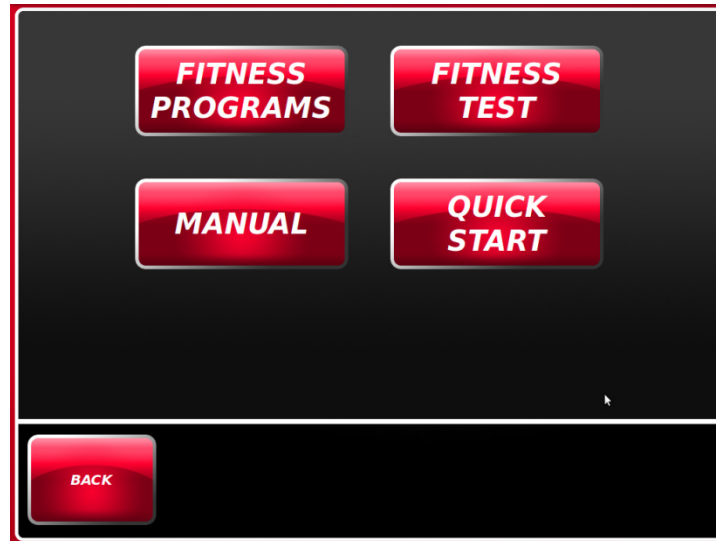 FITNESS
PROGRAMS
FITNESS
TEST
MANUAL
QUICK
START
BACK